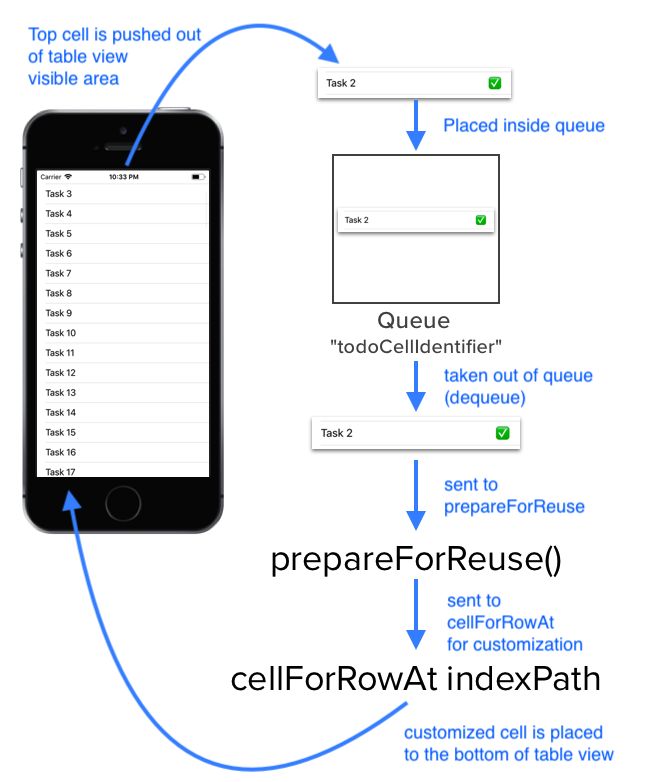 Top cell is pushed out
of table view
visible area
Task 2 ✅
Placed inside queue
Carrier 10:33 PM
Task 3
Task 4
Task 5
Task 6
Task 7
Task 8
Task 9
Task 10
Task 11
Task 12
Task 13
Task 14
Task 15
Task 16
Task 17
Task 2 ✅
Queue
"todoCellIdentifier"
taken out of queue
(dequeue)
Task 2 ✅
sent to
prepareForReuse
prepareForReuse()
sent to
cellForRowAt
for customization
cellForRowAt indexPath
customized cell is placed
to the bottom of table view